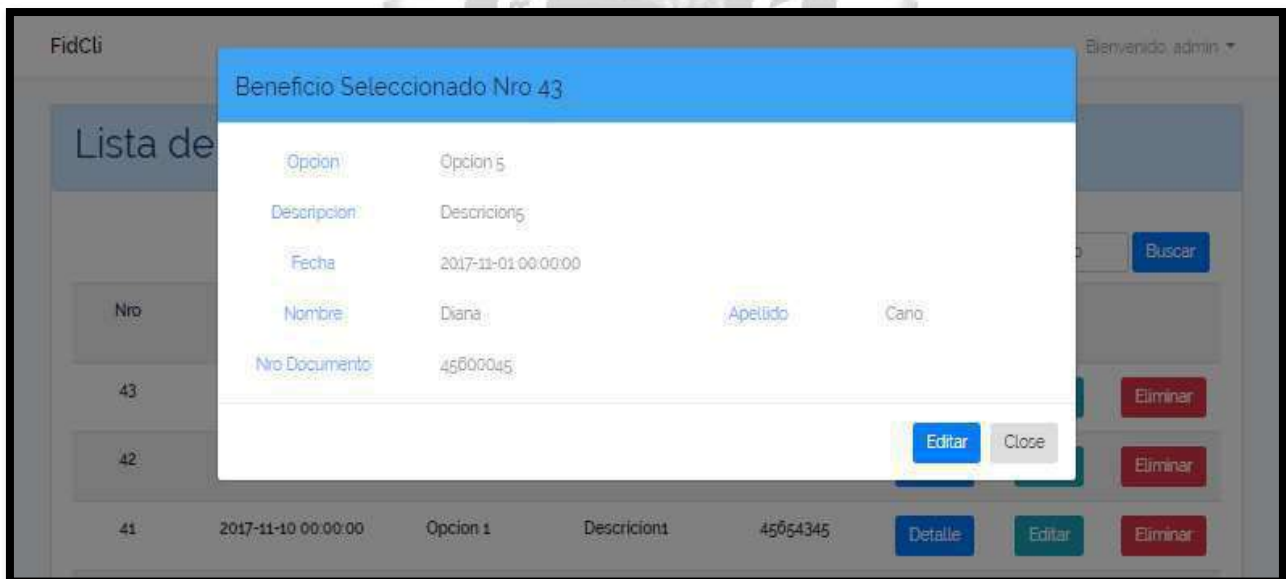 FidCli
Bienvenido, admin
Beneficio Seleccionado Nro 43
Lista de
Opcion Opcion 5
Descripcion Descricion5
Fecha 2017-11-01 00:00:00
Buscar
Nro
Nombre Diana Apellido Cano
Nro Documento 45600045
43 Eliminar
Editar Close
42 Eliminar
41 2017-11-10 00:00:00 Opcion 1 Descricion1 45654345 Detalle Editar Eliminar